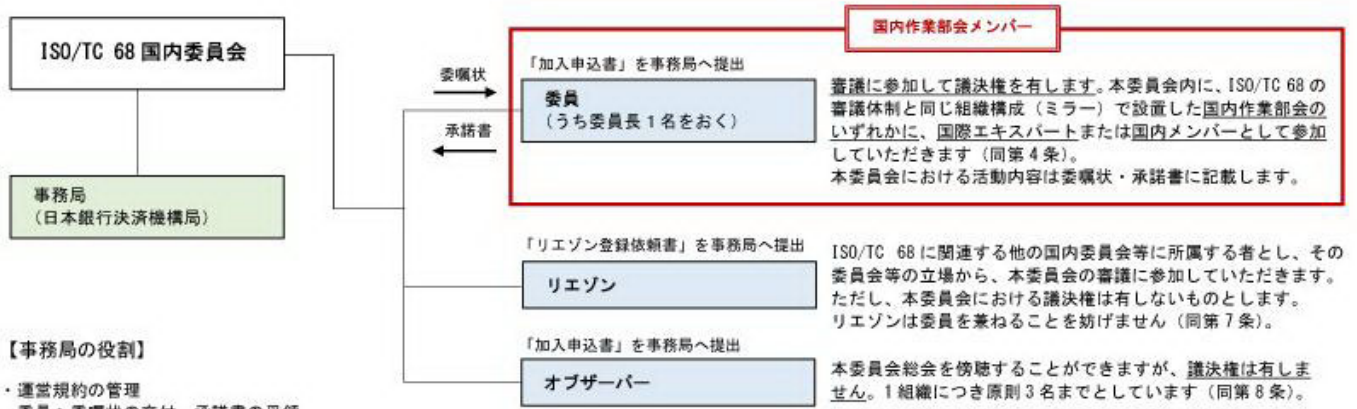 国内作業部会メンバー
ISO/TC 68 国内委員会
事務局
(日本銀行決済機構局)
委嘱状
承諾書
「加入申込書」を事務局へ提出
委員
(うち委員長1名をおく)
審議に参加して議決権を有します。本委員会内に、ISO/TC 68 の
審議体制と同じ組織構成(ミラー)で設置した国内作業部会の
いずれかに、国際エキスパートまたは国内メンバーとして参加
していただきます(同第4条)。
本委員会における活動内容は委嘱状・承諾書に記載します。
「リエゾン登録依頼書」を事務局へ提出
リエゾン
ISO/TC 68 に関連する他の国内委員会等に所属する者とし、その
委員会等の立場から、本委員会の審議に参加していただきます。
ただし、本委員会における議決権は有しないものとします。
リエゾンは委員を兼ねることを妨げません(同第7条)。
「加入申込書」を事務局へ提出
オブザーバー
本委員会総会を傍聴することができますが、議決権は有しま
せん。1組織につき原則3名までとしています(同第8条)。
【事務局の役割】
・運営規約の管理